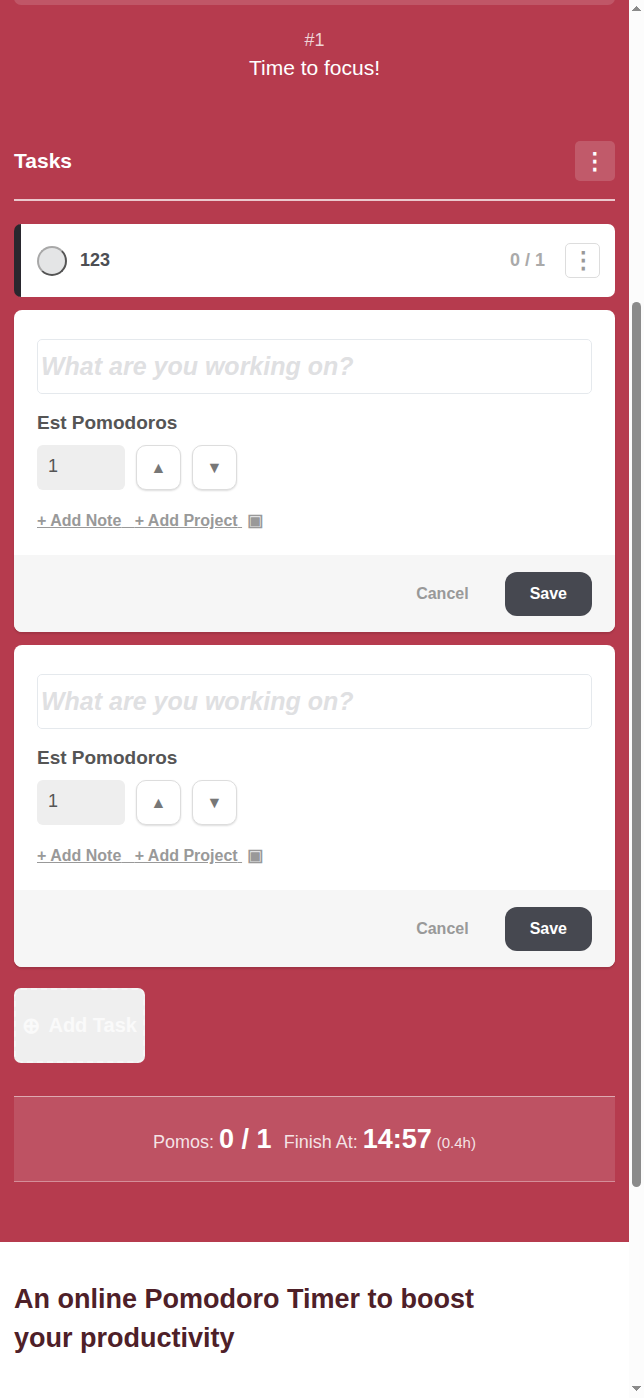 #1
Time to focus!
Tasks
123 0 / 1
What are you working on?
Est Pomodoros
1 ▲ ▼
+ Add Note + Add Project
Cancel Save
What are you working on?
Est Pomodoros
1 ▲ ▼
+ Add Note + Add Project
Cancel Save
⊕ Add Task
Pomos: 0 / 1 Finish At: 14:57 (0.4h)
An online Pomodoro Timer to boost
your productivity